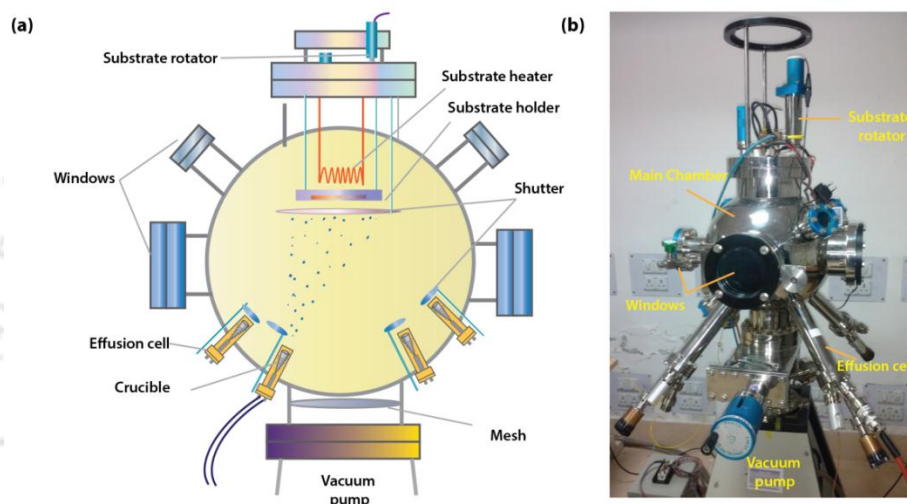 (a)
Substrate rotator
Substrate heater
Substrate holder
Windows
Shutter
Effusion cell
Crucible
Mesh
Vacuum
pump
(b)
Substrate
rotator
Main Chamber
Windows
Effusion cell
Vacuum
pump